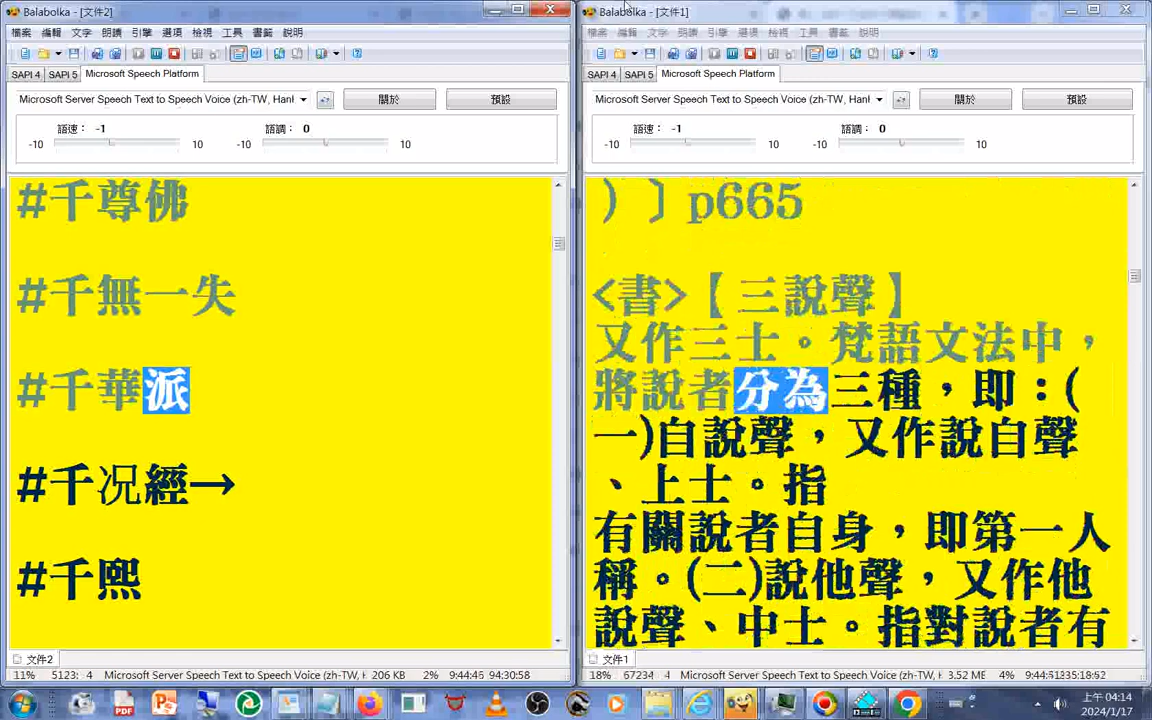 Balabolka - [文件2]
檔案 編輯 文字 朗讀 引擎 選項 檢視 工具 書籤 說明
SAPI 4 SAPI 5 Microsoft Speech Platform
Microsoft Server Speech Text to Speech Voice (zh-TW, Hanl
關於
預設
語速： -1
語調： 0
-10 10 -10 10
#千尊佛
#千無一失
#千華派
#千况經→
#千熙
文件2
11% 5123: 4 Microsoft Server Speech Text to Speech Voice (zh-TW, H 206 KB 2% 9:44:45 94:30:58
Balabolka - [文件1]
檔案 編輯 文字 朗讀 引擎 選項 檢視 工具 書籤 說明
SAPI 4 SAPI 5 Microsoft Speech Platform
Microsoft Server Speech Text to Speech Voice (zh-TW, Hanl
關於
預設
語速： -1
語調： 0
-10 10 -10 10
）〕p665
<書>【三說聲】
又作三士。梵語文法中，
將說者分為三種，即：(
一)自說聲，又作說自聲
、上士。指
有關說者自身，即第一人
稱。(二)說他聲，又作他
說聲、中士。指對說者有
文件1
18% 67234 4 Microsoft Server Speech Text to Speech Voice (zh-TW, H 3.52 ME 4% 9:44:51235:18:52
PDF
上午 04:14
2024/1/17